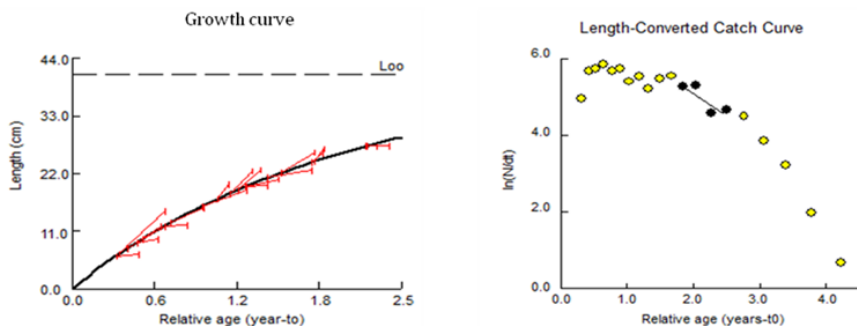 Growth curve
44.0
Loo
33.0
22.0
11.0
0.0
Length (cm)
0.0 0.6 1.2 1.8 2.5
Relative age (year-to)
Length-Converted Catch Curve
6.0
4.0
2.0
0.0
ln(N/dt)
0.0 1.0 2.0 3.0 4.0
Relative age (years-t0)